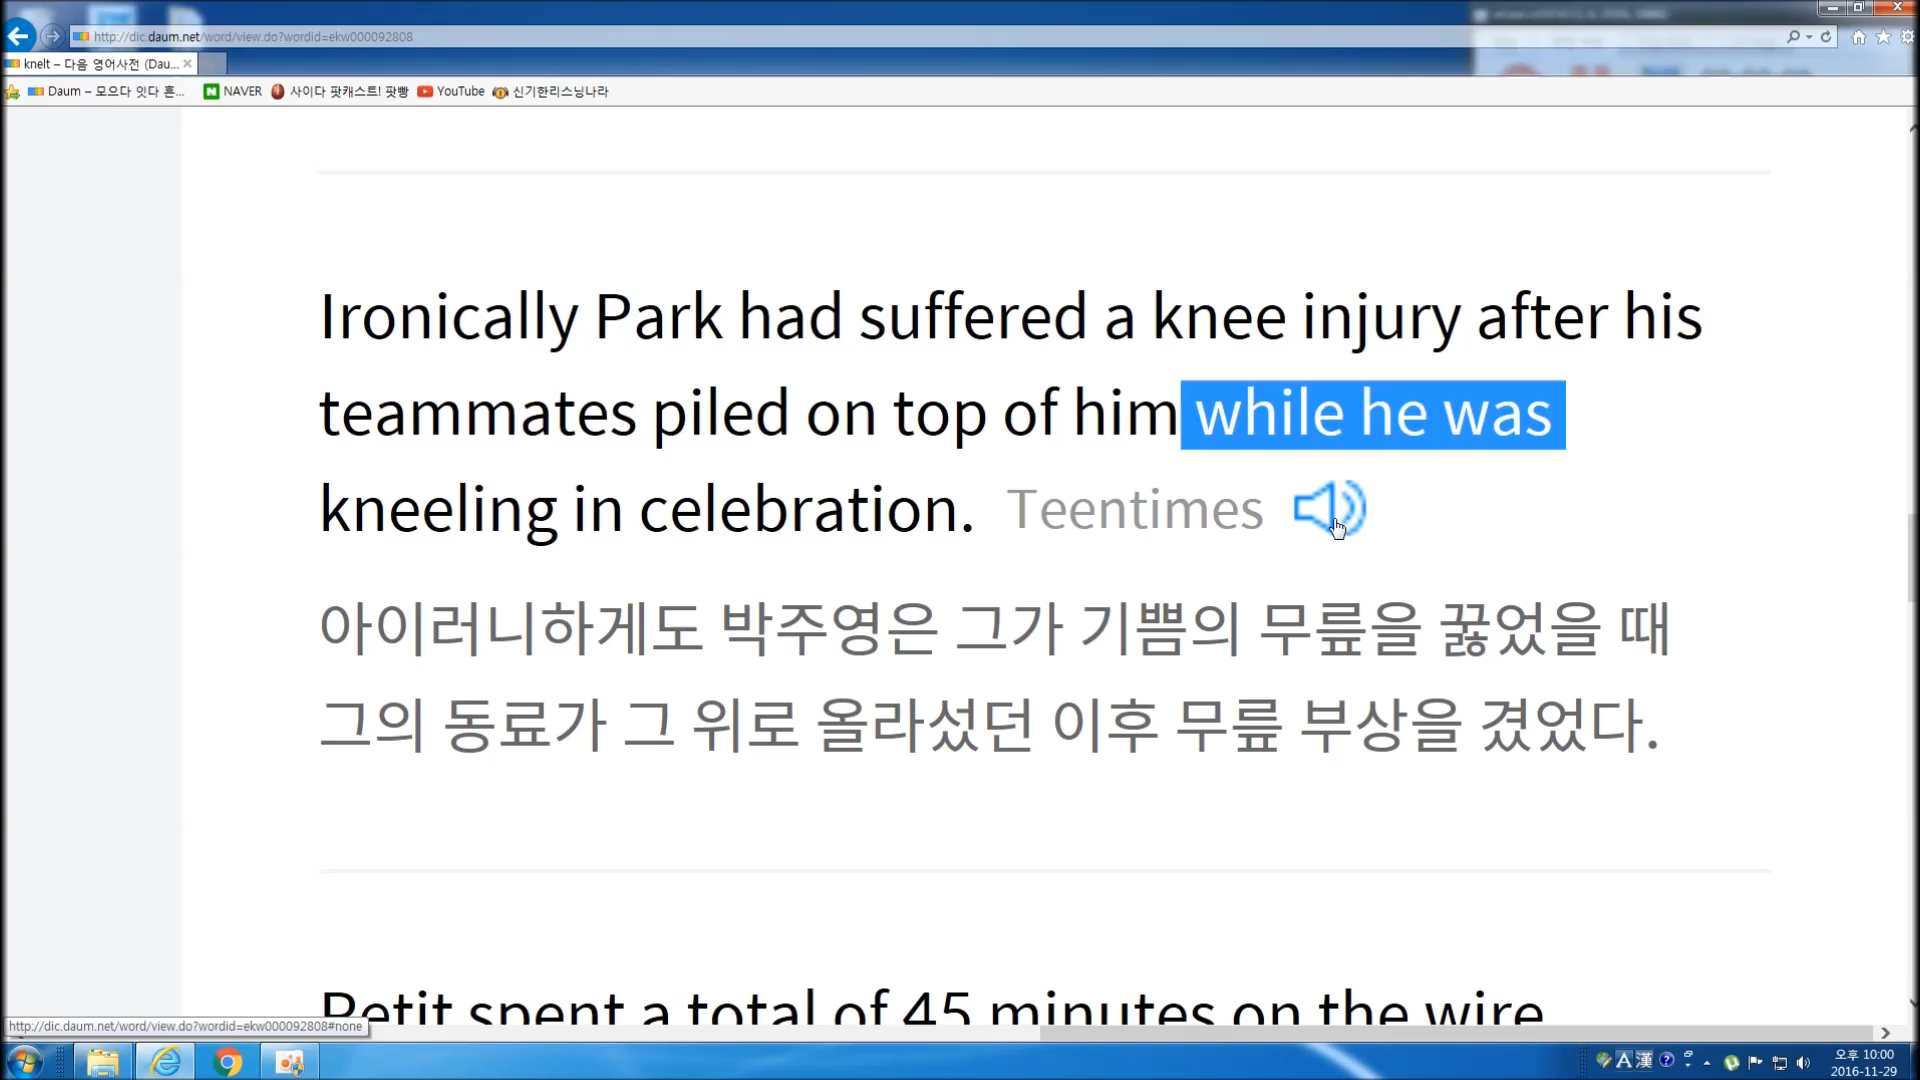 http://dic.daum.net/word/view.do?wordid=ekw000092808
knelt – 다음 영어사전 (Dau...
Daum – 모으다 잇다 흔... NAVER 사이다 팟캐스트! 팟빵 YouTube 신기한리스닝나라
Ironically Park had suffered a knee injury after his
teammates piled on top of him while he was
kneeling in celebration. Teentimes
아이러니하게도 박주영은 그가 기쁨의 무릎을 꿇었을 때
그의 동료가 그 위로 올라섰던 이후 무릎 부상을 겼었다.
Petit spent a total of 45 minutes on the wire
http://dic.daum.net/word/view.do?wordid=ekw000092808#none
A 漢
오후 10:00
2016-11-29